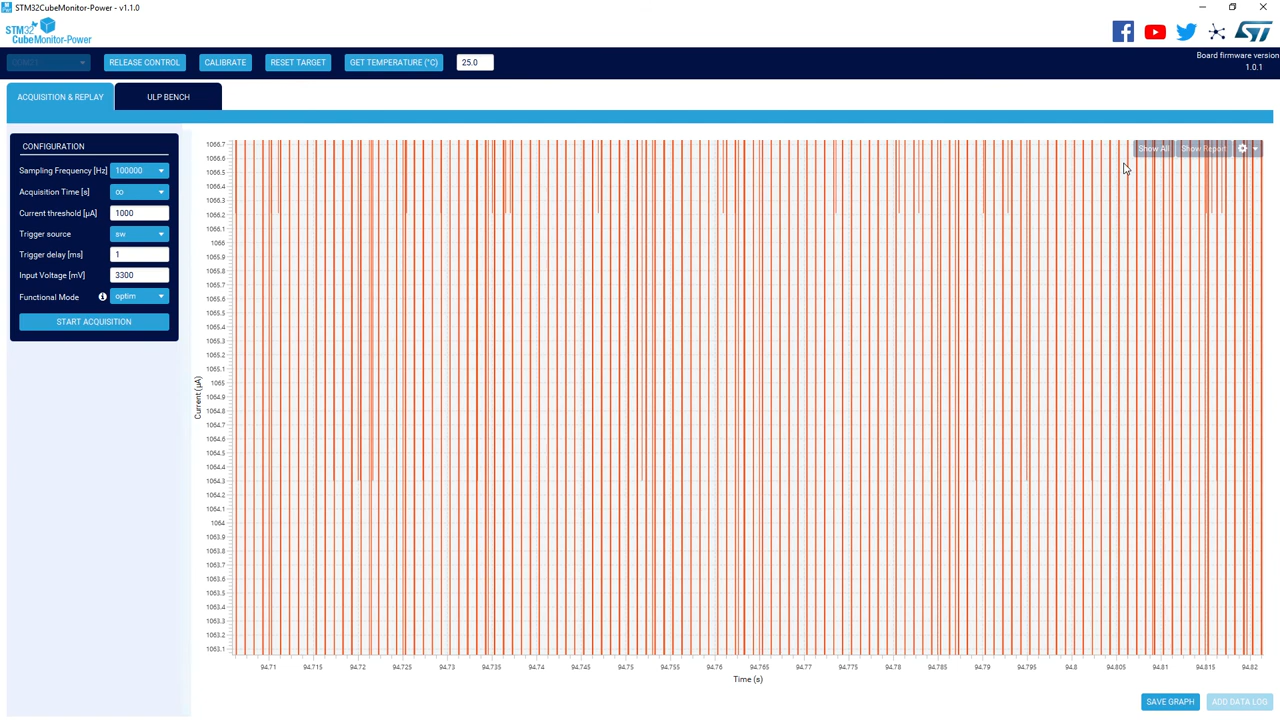 STM32CubeMonitor-Power - v1.1.0
STM32
CubeMonitor-Power
RELEASE CONTROL
CALIBRATE
RESET TARGET
GET TEMPERATURE (°C)
25.0
Board firmware version
1.0.1
ACQUISITION & REPLAY
ULP BENCH
CONFIGURATION
Sampling Frequency [Hz]
100000
Acquisition Time [s]
∞
Current threshold [µA]
1000
Trigger source
sw
Trigger delay [ms]
1
Input Voltage [mV]
3300
Functional Mode
optim
START ACQUISITION
Show All
Show Report
Current (µA)
1066.7
1066.6
1066.5
1066.4
1066.3
1066.2
1066.1
1066
1065.9
1065.8
1065.7
1065.6
1065.5
1065.4
1065.3
1065.2
1065.1
1065
1064.9
1064.8
1064.7
1064.6
1064.5
1064.4
1064.3
1064.2
1064.1
1064
1063.9
1063.8
1063.7
1063.6
1063.5
1063.4
1063.3
1063.2
1063.1
94.71
94.715
94.72
94.725
94.73
94.735
94.74
94.745
94.75
94.755
94.76
94.765
94.77
94.775
94.78
94.785
94.79
94.795
94.8
94.805
94.81
94.815
94.82
Time (s)
SAVE GRAPH
ADD DATA LOG